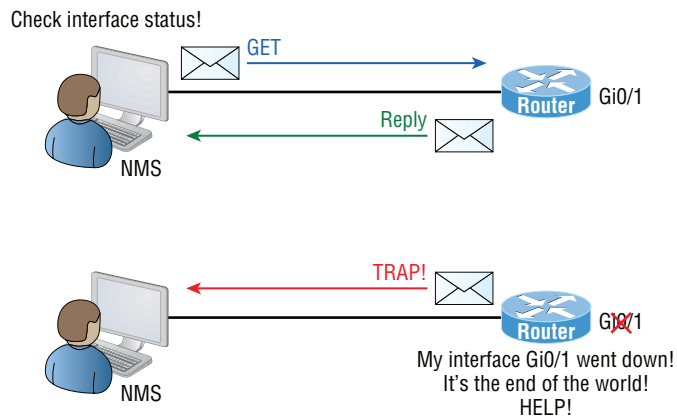 Check interface status!
GET
Router
Gi0/1
Reply
NMS
TRAP!
Router
Gi0/1
My interface Gi0/1 went down!
It's the end of the world!
HELP!
NMS